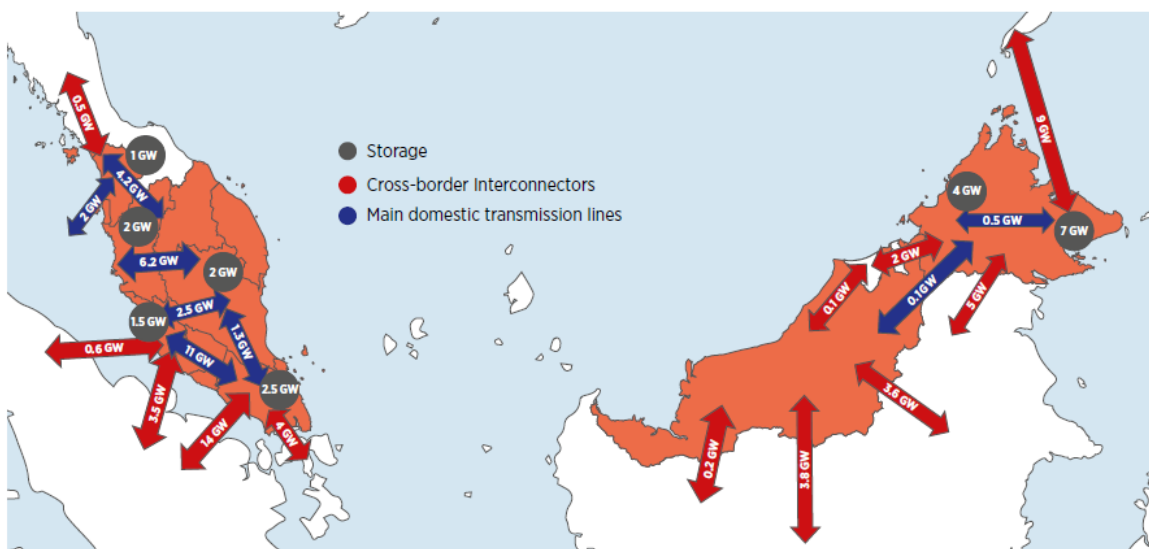 0.5 GW
1 GW
4.2 GW
2 GW
2 GW
6.2 GW
2 GW
2.5 GW
1.5 GW
1.3 GW
0.6 GW
11 GW
2.5 GW
3.5 GW
14 GW
4 GW
Storage
Cross-border Interconnectors
Main domestic transmission lines
9 GW
4 GW
0.5 GW
7 GW
2 GW
0.1 GW
0.1GW
5 GW
3.6 GW
0.2 GW
3.8 GW